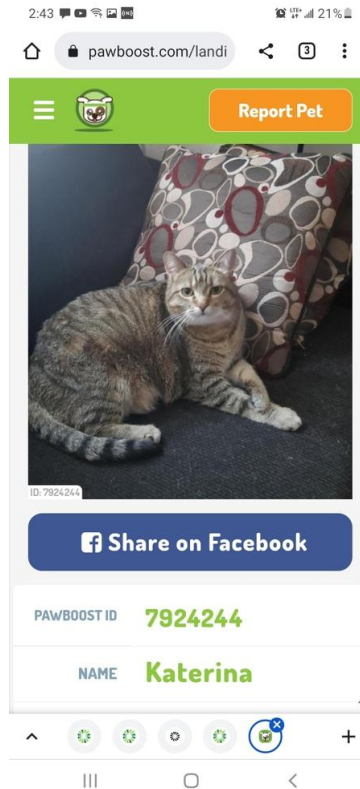 2:43 LTE+ 21%
pawboost.com/landi 3
Report Pet
ID: 7924244
Share on Facebook
PAWBOOST ID 7924244
NAME Katerina